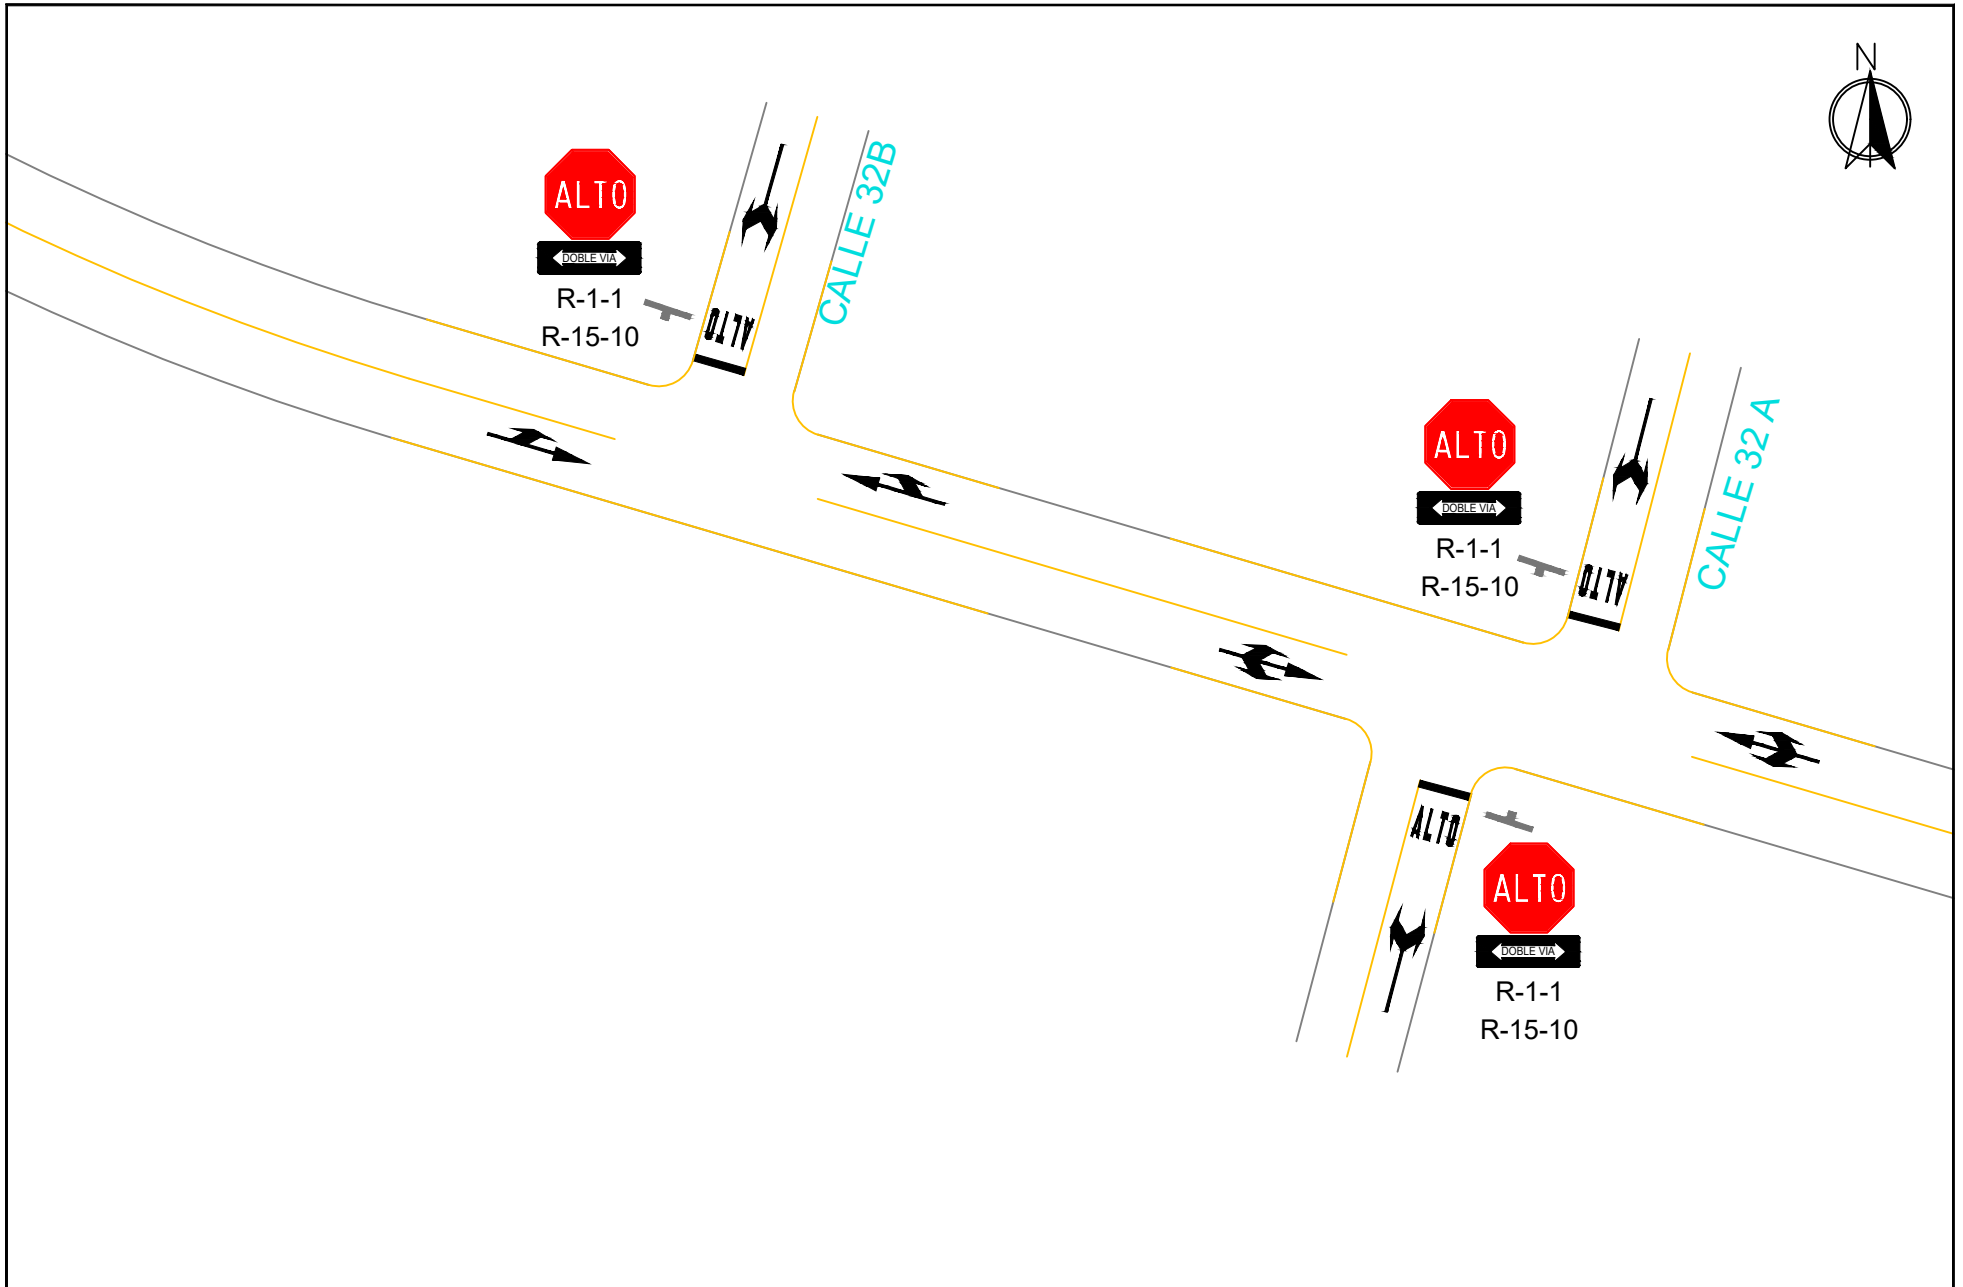 N
ALTO
DOBLE VIA
R-1-1
R-15-10
ALTO
CALLE 32B
ALTO
DOBLE VIA
R-1-1
R-15-10
ALTO
CALLE 32 A
ALTO
ALTO
DOBLE VIA
R-1-1
R-15-10